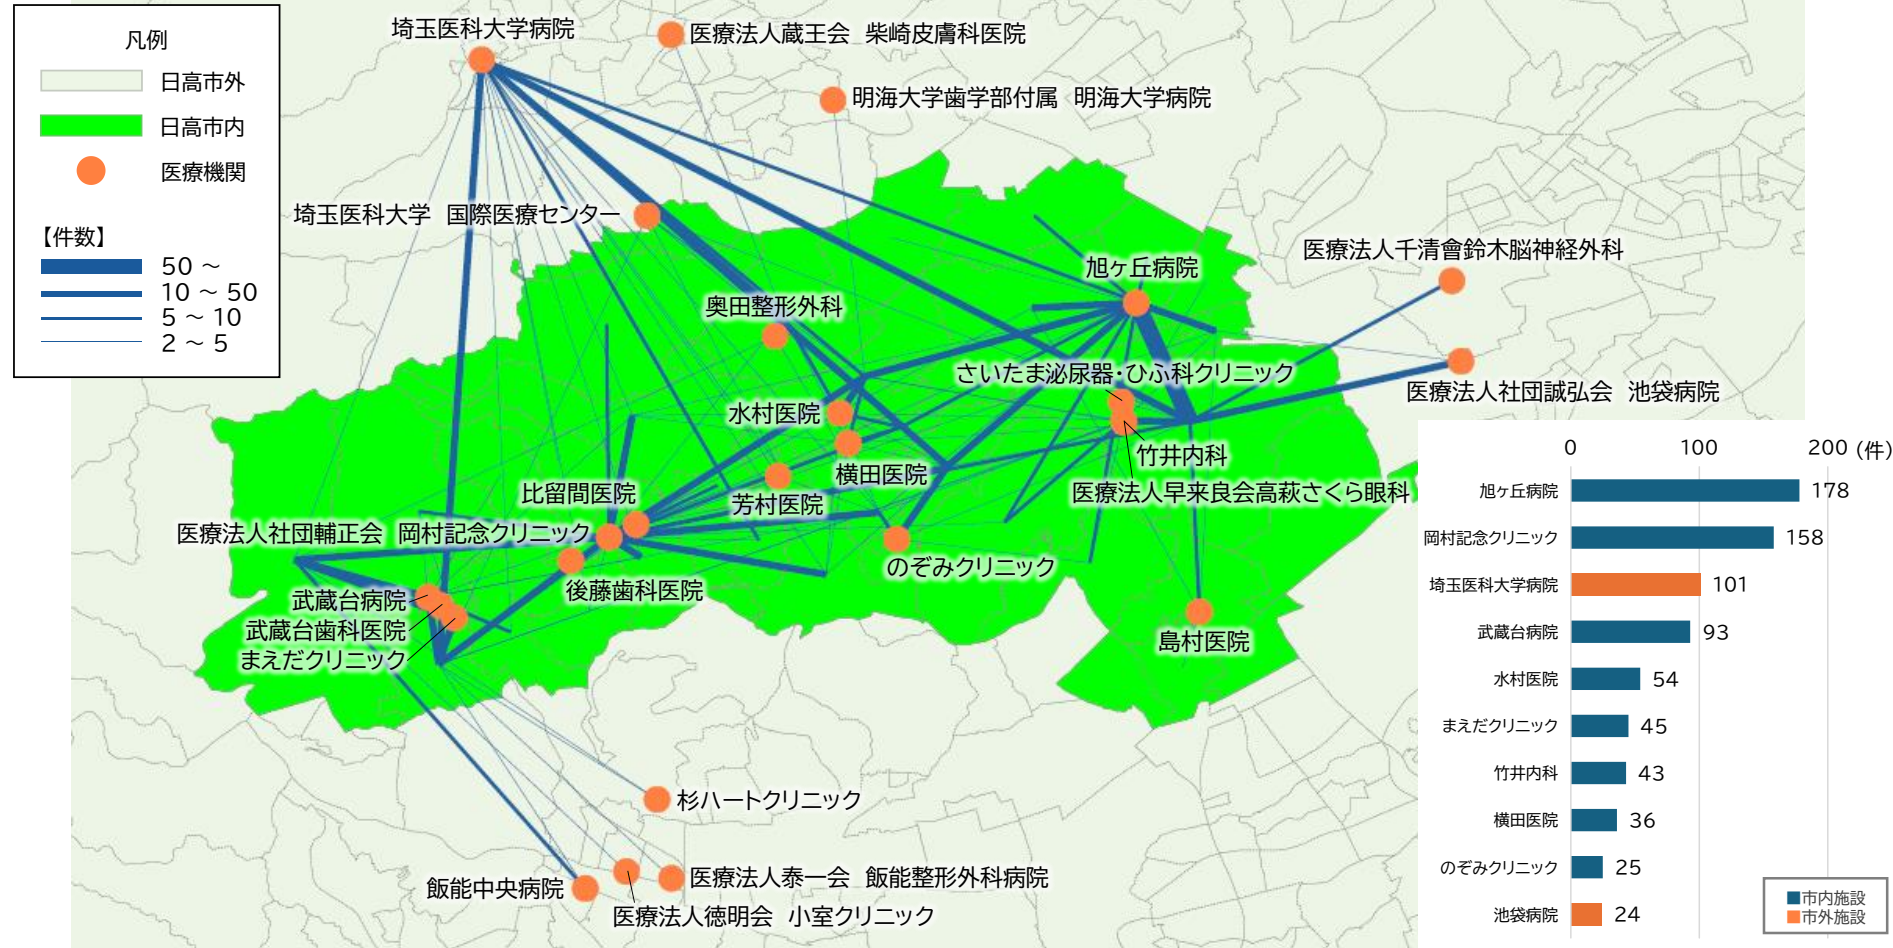 凡例
日高市外
日高市内
医療機関
【件数】
50 ～
10 ～ 50
5 ～ 10
2 ～ 5
埼玉医科大学病院
医療法人蔵王会　柴崎皮膚科医院
明海大学歯学部付属　明海大学病院
埼玉医科大学　国際医療センター
医療法人千清會鈴木脳神経外科
旭ヶ丘病院
奥田整形外科
さいたま泌尿器・ひふ科クリニック
医療法人社団誠弘会　池袋病院
水村医院
竹井内科
横田医院
医療法人早来良会高萩さくら眼科
比留間医院
芳村医院
医療法人社団輔正会　岡村記念クリニック
のぞみクリニック
後藤歯科医院
武蔵台病院
武蔵台歯科医院
まえだクリニック
島村医院
杉ハートクリニック
飯能中央病院
医療法人泰一会　飯能整形外科病院
医療法人徳明会　小室クリニック
0 100 200 (件)
旭ヶ丘病院 178
岡村記念クリニック 158
埼玉医科大学病院 101
武蔵台病院 93
水村医院 54
まえだクリニック 45
竹井内科 43
横田医院 36
のぞみクリニック 25
池袋病院 24
市内施設
市外施設